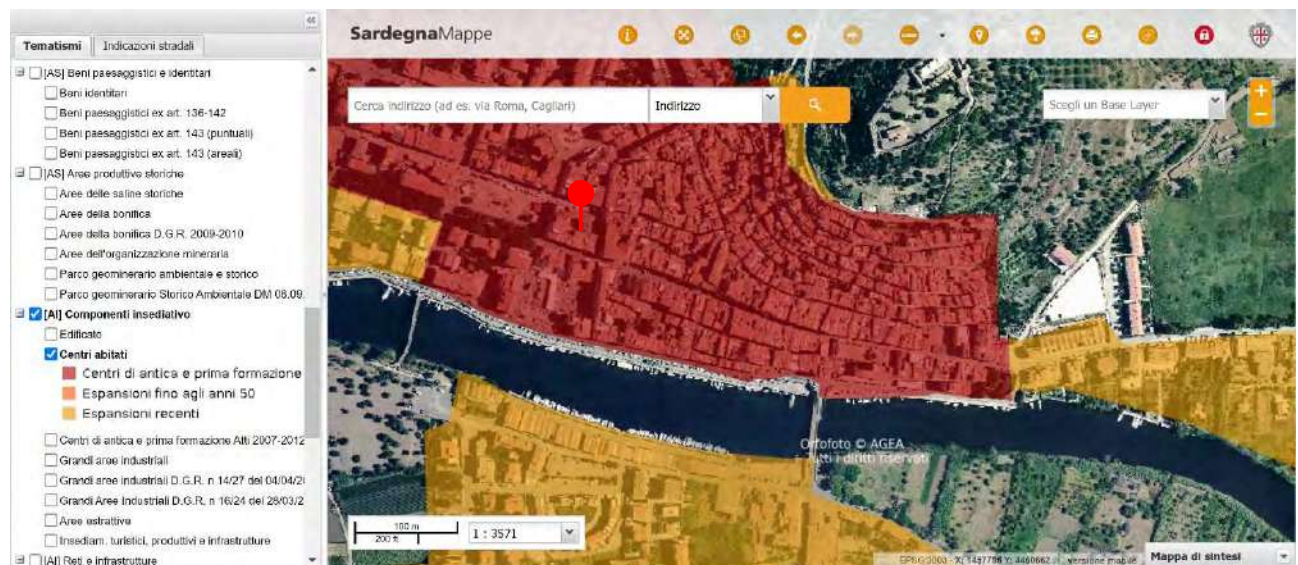 SardegnaMappe
Tematismi
Indicazioni stradali
[AS] Beni paesaggistici e identitari
Beni identitari
Beni paesaggistici ex art. 136-142
Beni paesaggistici ex art. 143 (puntuali)
Beni paesaggistici ex art. 143 (areali)
[AS] Aree produttive storiche
Aree delle saline storiche
Aree della bonifica
Aree della bonifica D.G.R. 2009-2010
Aree dell'organizzazione mineraria
Parco geominerario ambientale e storico
Parco geominerario Storico Ambientale DM 08.09.
[AI] Componenti insediativo
Edificato
Centri abitati
Centri di antica e prima formazione
Espansioni fino agli anni 50
Espansioni recenti
Centri di antica e prima formazione Atti 2007-2012
Grandi aree industriali
Grandi aree industriali D.G.R. n 14/27 del 04/04/2
Grandi Aree Industriali D.G.R. n 16/24 del 28/03/2
Aree estrattive
Insediam. turistici, produttivi e infrastrutture
[AI] Reti e infrastrutture
Cerca indirizzo (ad es. via Roma, Cagliari)
Indirizzo
Scegli un Base Layer
+
−
Ortofoto © AGEA
Tutti i diritti riservati
100 m
200 ft
1 : 3571
EPSG:3003 - X: 1487786 Y: 4460662
versione mobile
Mappa di sintesi